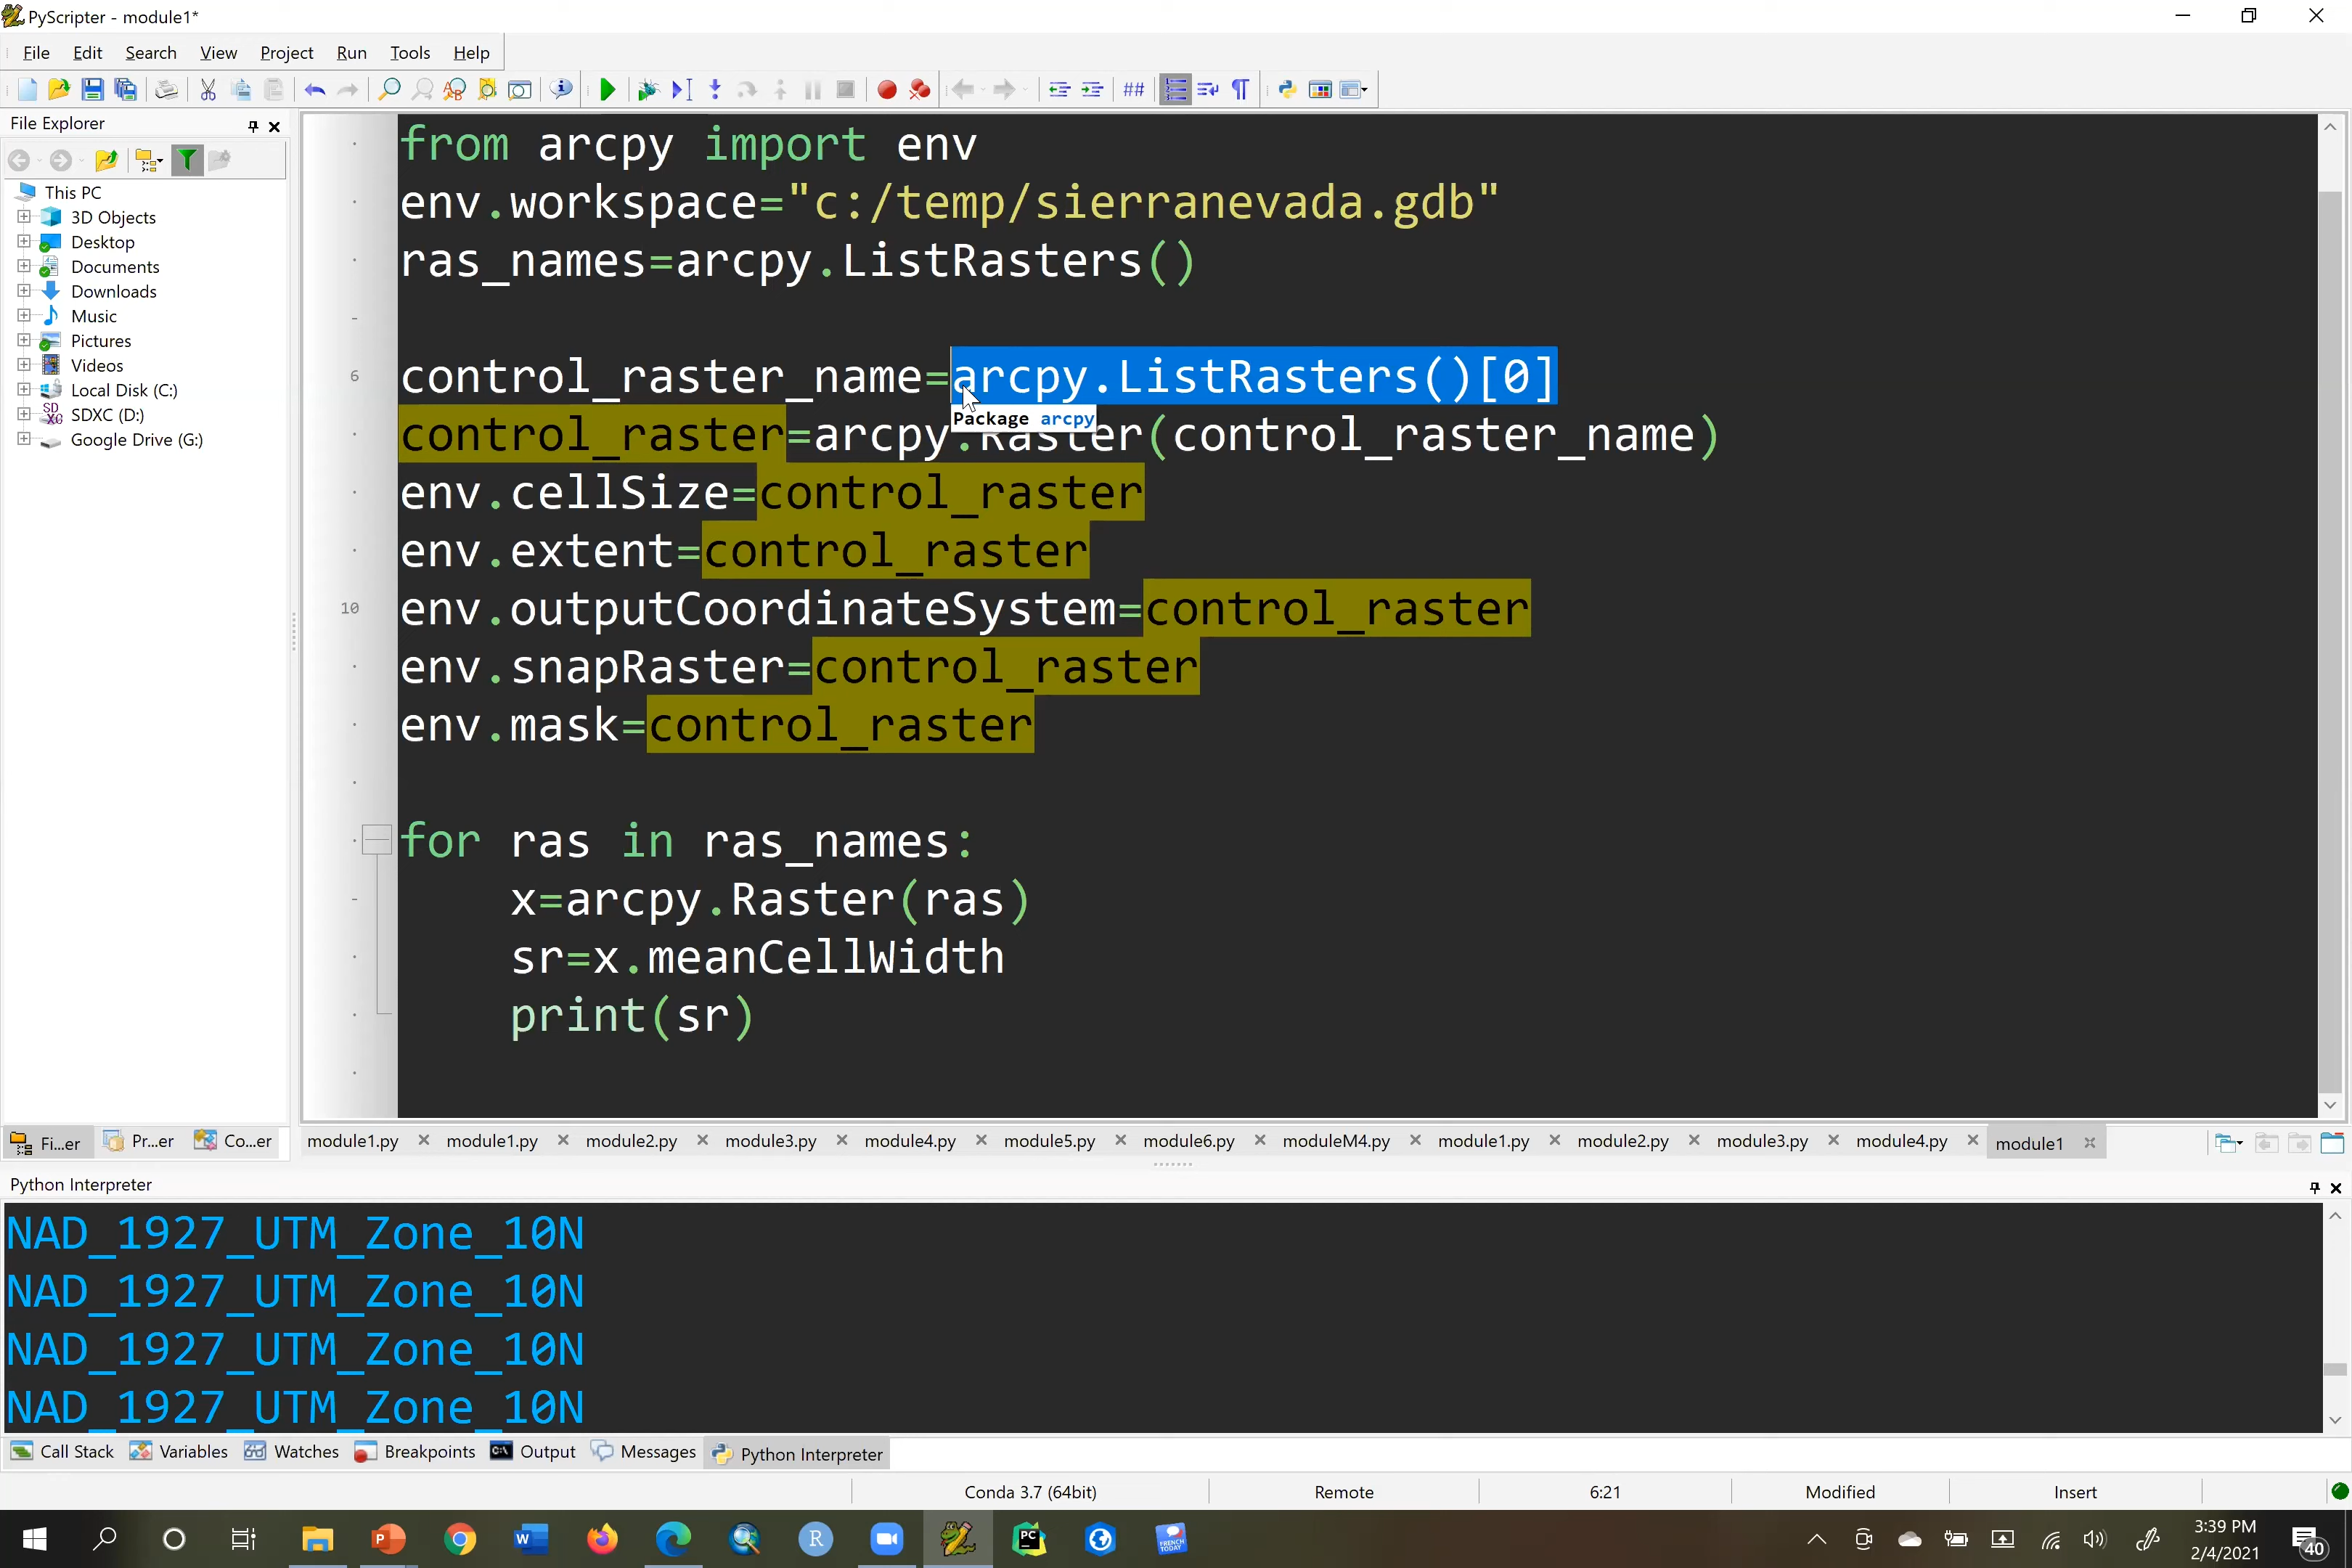 PyScripter - module1*
File Edit Search View Project Run Tools Help
File Explorer
This PC
3D Objects
Desktop
Documents
Downloads
Music
Pictures
Videos
Local Disk (C:)
SDXC (D:)
Google Drive (G:)
Fi...er Pr...er Co...er
from arcpy import env
env.workspace="c:/temp/sierranevada.gdb"
ras_names=arcpy.ListRasters()
6 control_raster_name=arcpy.ListRasters()[0]
Package arcpy
control_raster=arcpy.Raster(control_raster_name)
env.cellSize=control_raster
env.extent=control_raster
10 env.outputCoordinateSystem=control_raster
env.snapRaster=control_raster
env.mask=control_raster
for ras in ras_names:
x=arcpy.Raster(ras)
sr=x.meanCellWidth
print(sr)
module1.py module1.py module2.py module3.py module4.py module5.py module6.py moduleM4.py module1.py module2.py module3.py module4.py module1
Python Interpreter
NAD_1927_UTM_Zone_10N
NAD_1927_UTM_Zone_10N
NAD_1927_UTM_Zone_10N
NAD_1927_UTM_Zone_10N
Call Stack Variables Watches Breakpoints Output Messages Python Interpreter
Conda 3.7 (64bit) Remote 6:21 Modified Insert
3:39 PM
2/4/2021
40